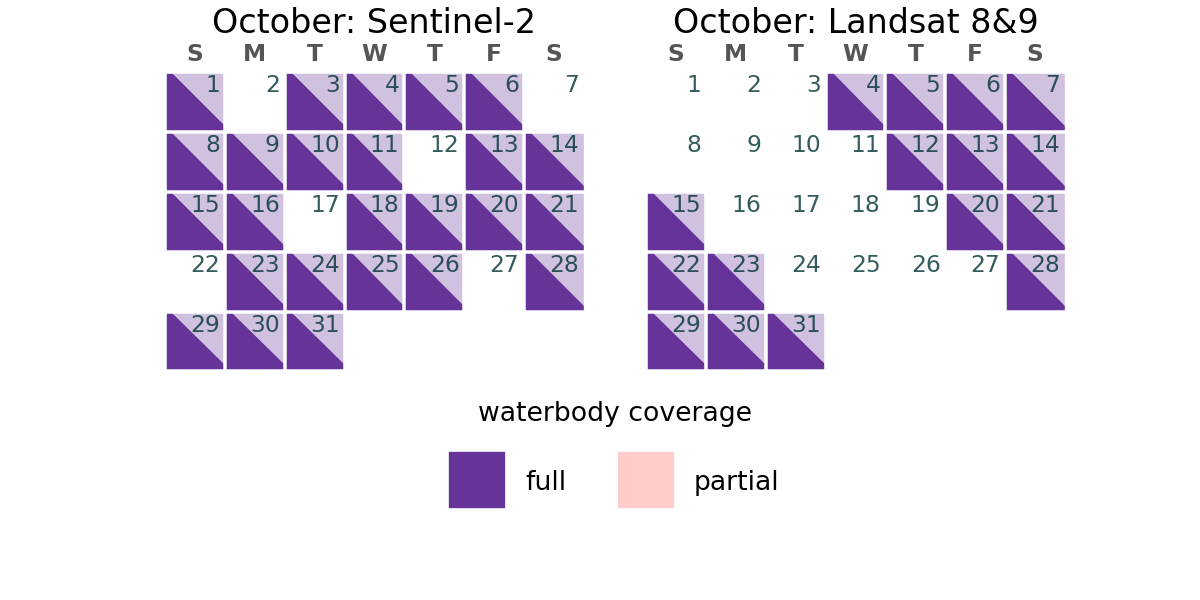 October: Sentinel-2
S M T W T F S
1 2 3 4 5 6 7
8 9 10 11 12 13 14
15 16 17 18 19 20 21
22 23 24 25 26 27 28
29 30 31
October: Landsat 8&9
S M T W T F S
1 2 3 4 5 6 7
8 9 10 11 12 13 14
15 16 17 18 19 20 21
22 23 24 25 26 27 28
29 30 31
waterbody coverage
full partial